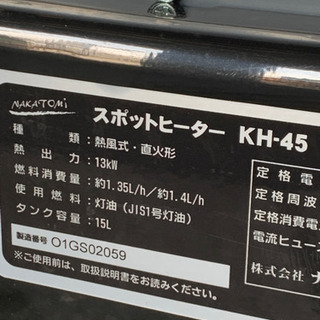 NAKATOMI スポットヒーター KH-45
種類：熱風式・直火形
熱出力：13kW
燃料消費量：約1.35L/h／約1.4L/h
使用燃料：灯油（JIS1号灯油）
タンク容量：15L
製造番号 01GS02059
※ご使用前は、取扱説明書をお読みください。
定格電
定格周波
定格消費電
電流ヒュー
株式会社ナ